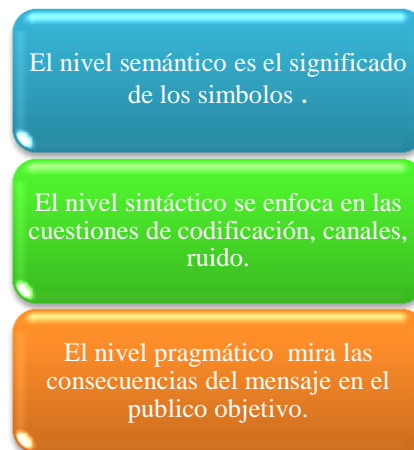 El nivel semántico es el significado
de los simbolos .
El nivel sintáctico se enfoca en las
cuestiones de codificación, canales,
ruido.
El nivel pragmático  mira las
consecuencias del mensaje en el
publico objetivo.